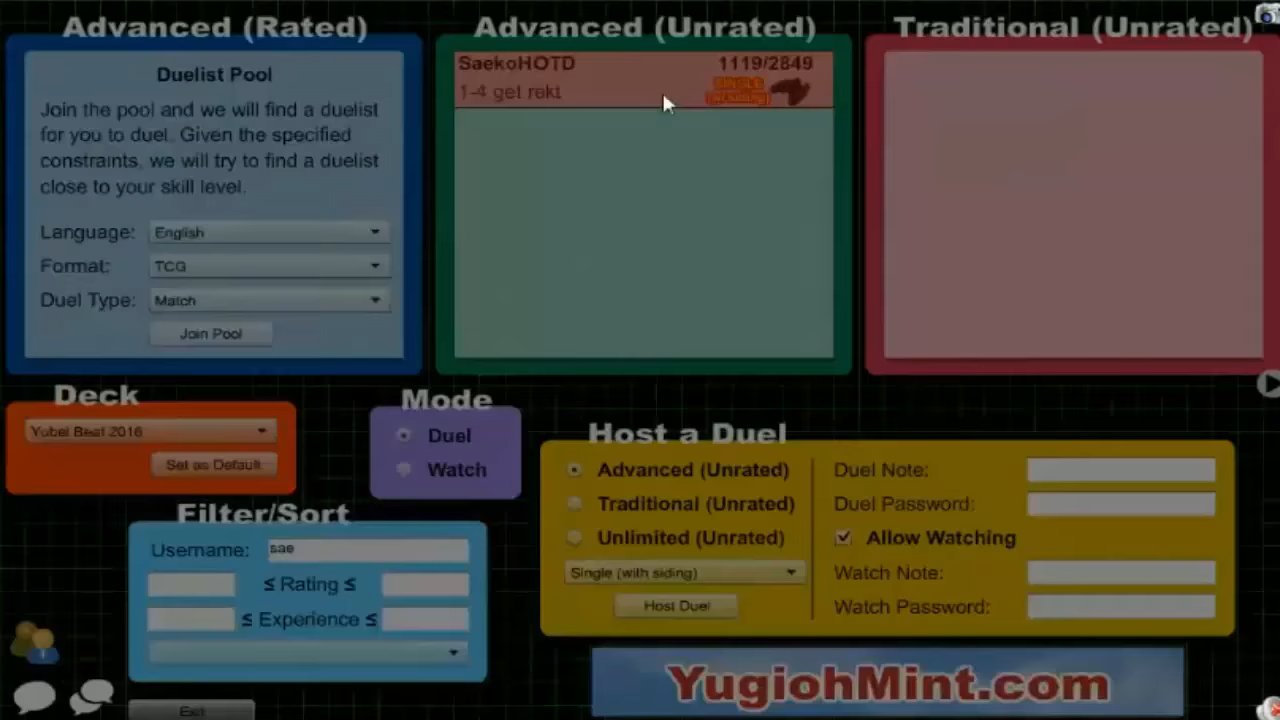 Advanced (Rated)
Duelist Pool
Join the pool and we will find a duelist
for you to duel. Given the specified
constraints, we will try to find a duelist
close to your skill level.
Language: English
Format: TCG
Duel Type: Match
Join Pool
Advanced (Unrated)
SaekoHOTD 1119/2849
1-4 get rekt
SINGLE
Traditional (Unrated)
Deck
Yubel Beat 2016
Set as Default
Mode
Duel
Watch
Filter/Sort
Username: sae
≤ Rating ≤
≤ Experience ≤
Exit
Host a Duel
Advanced (Unrated)
Traditional (Unrated)
Unlimited (Unrated)
Single (with siding)
Host Duel
Duel Note:
Duel Password:
Allow Watching
Watch Note:
Watch Password:
YugiohMint.com